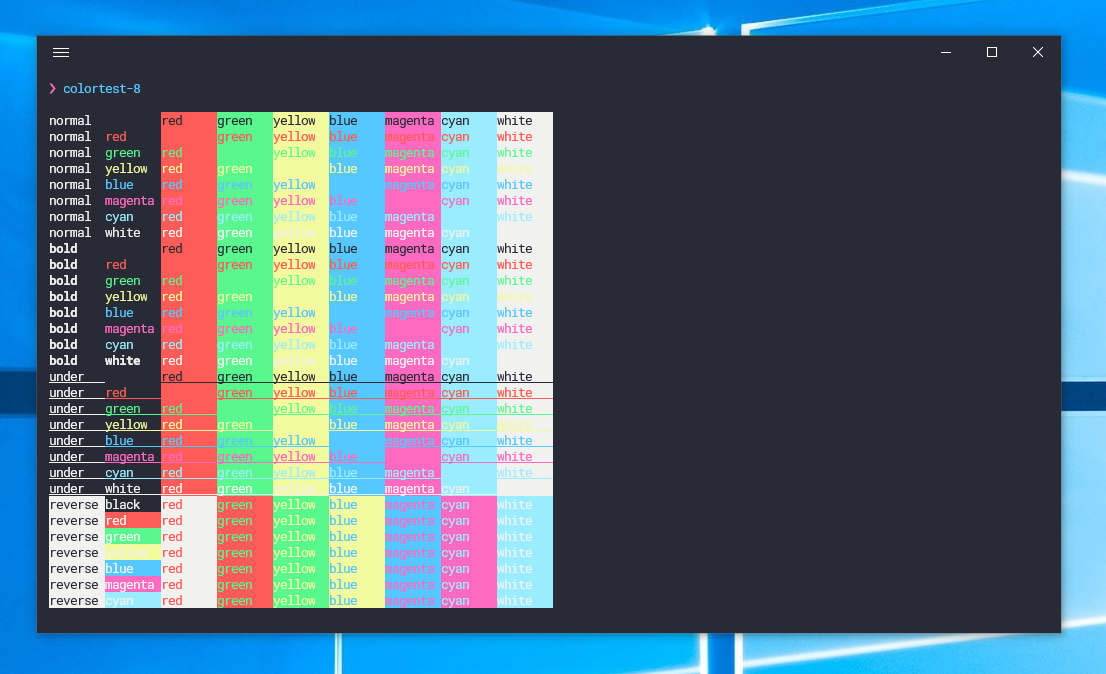 ❯ colortest-8
normal red green yellow blue magenta cyan white
normal red green yellow blue magenta cyan white
normal green red yellow blue magenta cyan white
normal yellow red green blue magenta cyan white
normal blue red green yellow magenta cyan white
normal magenta red green yellow blue cyan white
normal cyan red green yellow blue magenta white
normal white red green yellow blue magenta cyan
bold red green yellow blue magenta cyan white
bold red green yellow blue magenta cyan white
bold green red yellow blue magenta cyan white
bold yellow red green blue magenta cyan white
bold blue red green yellow magenta cyan white
bold magenta red green yellow blue cyan white
bold cyan red green yellow blue magenta white
bold white red green yellow blue magenta cyan
under red green yellow blue magenta cyan white
under red green yellow blue magenta cyan white
under green red yellow blue magenta cyan white
under yellow red green blue magenta cyan white
under blue red green yellow magenta cyan white
under magenta red green yellow blue cyan white
under cyan red green yellow blue magenta white
under white red green yellow blue magenta cyan
reverse black red green yellow blue magenta cyan white
reverse red red green yellow blue magenta cyan white
reverse green red green yellow blue magenta cyan white
reverse yellow red green yellow blue magenta cyan white
reverse blue red green yellow blue magenta cyan white
reverse magenta red green yellow blue magenta cyan white
reverse cyan red green yellow blue magenta cyan white